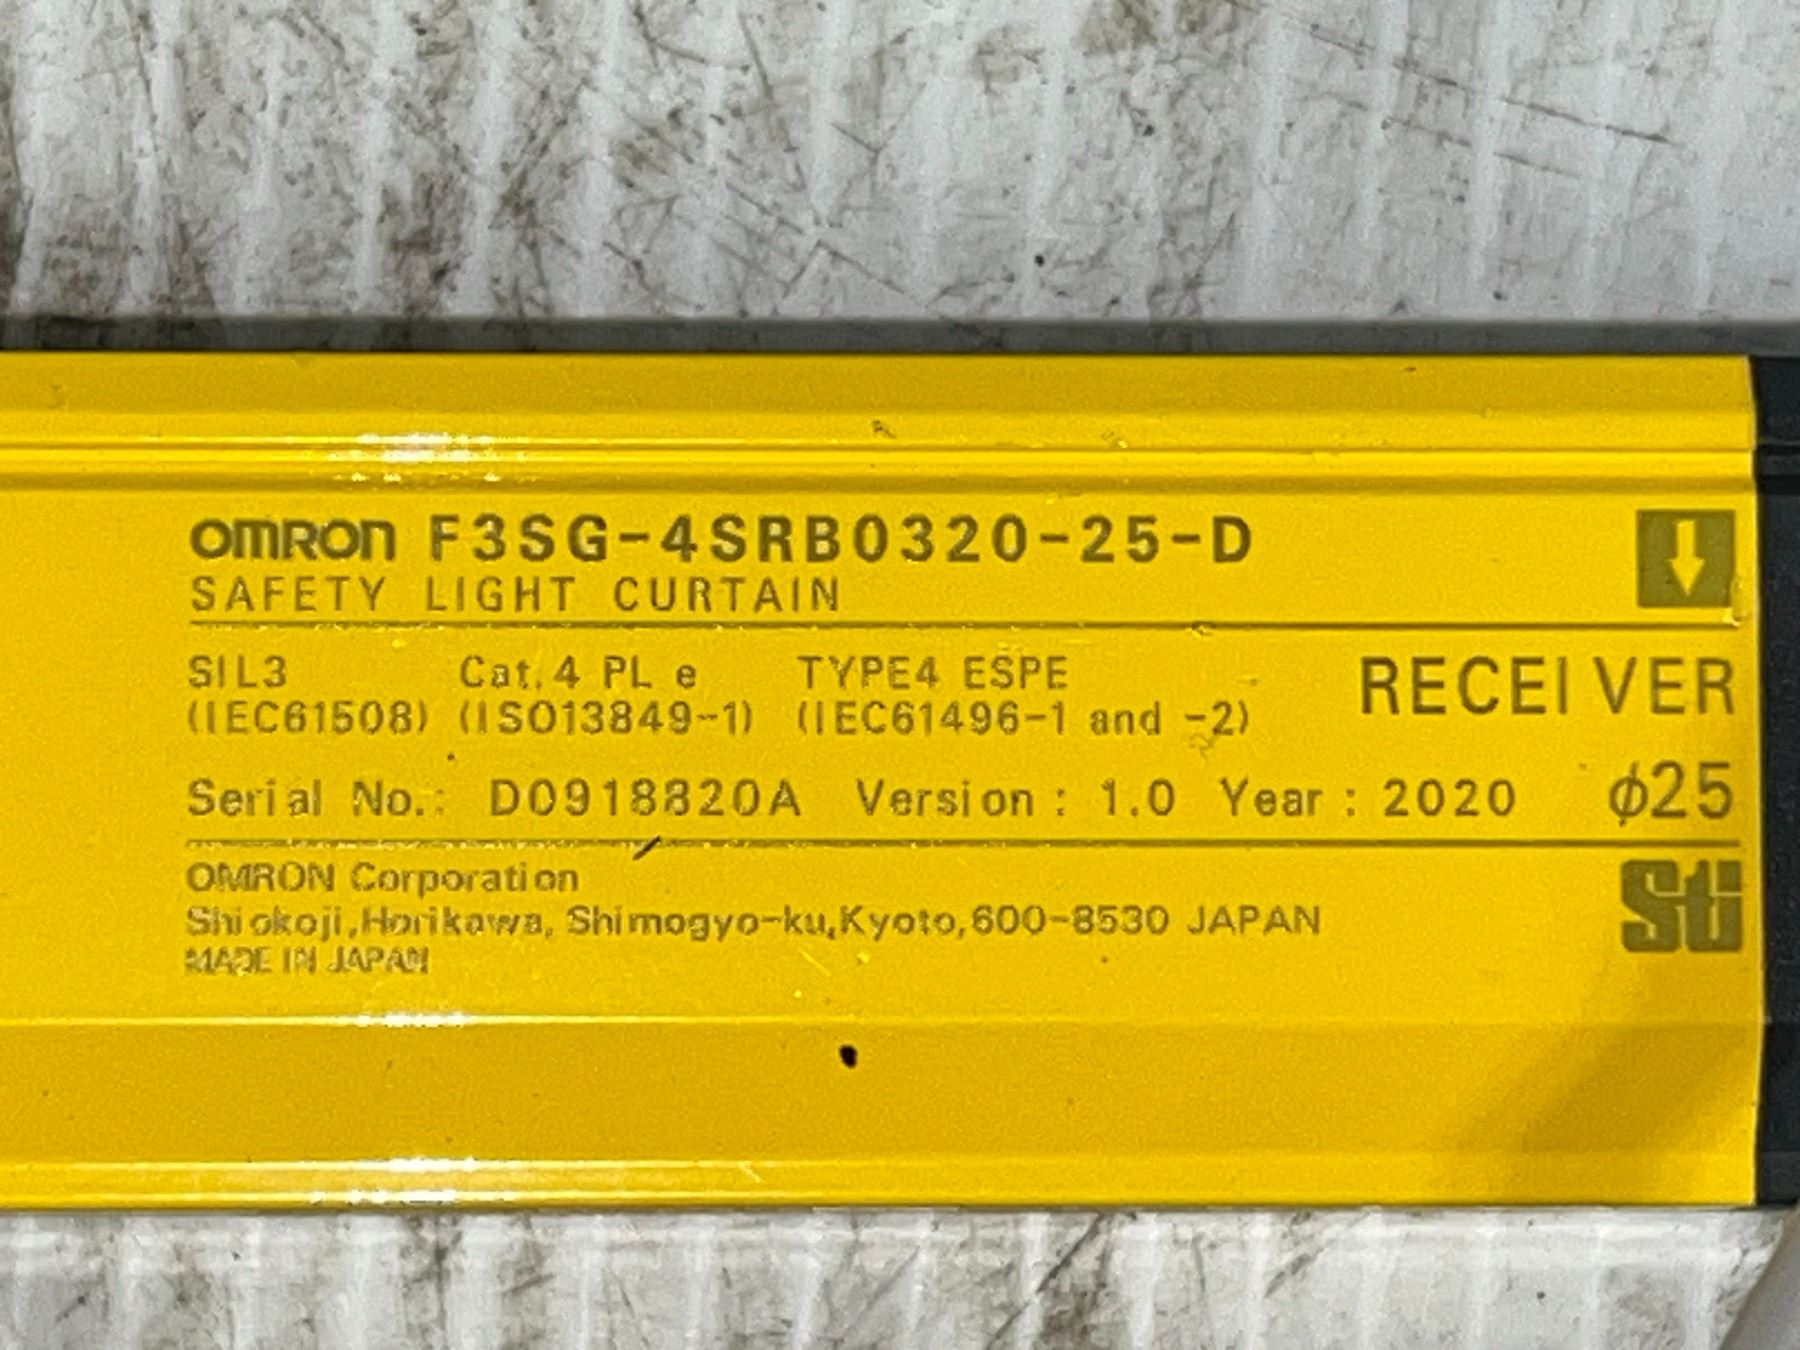 OMRON F3SG-4SRB0320-25-D
SAFETY LIGHT CURTAIN
SIL3 Cat.4 PL e TYPE4 ESPE
(IEC61508) (ISO13849-1) (IEC61496-1 and -2)
RECEIVER
Serial No.: D0918820A Version: 1.0 Year: 2020 ϕ25
OMRON Corporation
Shiokoji,Horikawa, Shimogyo-ku,Kyoto,600-8530 JAPAN
MADE IN JAPAN
Sti